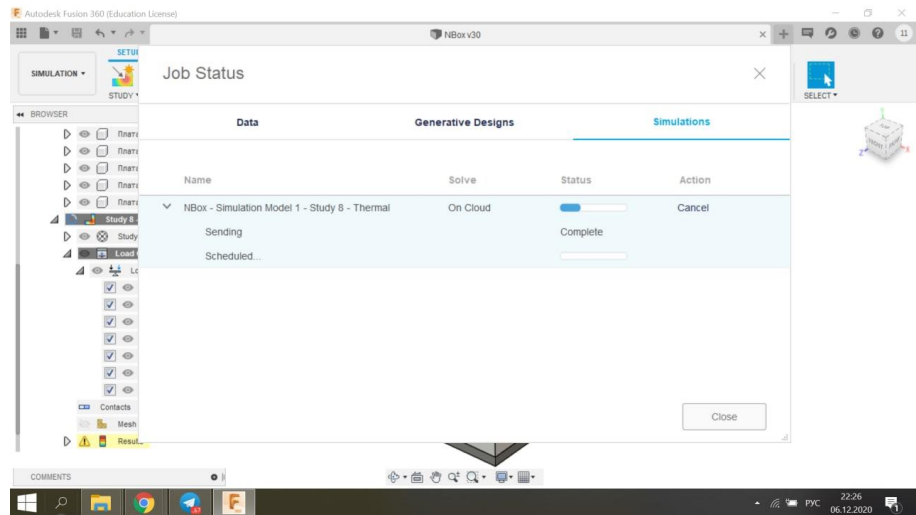 Autodesk Fusion 360 (Education License)
NBox v30
11
SETUP
SIMULATION
STUDY
SELECT
Job Status
BROWSER
Data
Generative Designs
Simulations
Name
Solve
Status
Action
Плата
Плата
Плата
Плата
Плата
NBox - Simulation Model 1 - Study 8 - Thermal
On Cloud
Cancel
Sending
Complete
Scheduled...
Study 8 -
Study
Load
Lo
Contacts
Mesh
Close
COMMENTS
РУС
22:26
06.12.2020